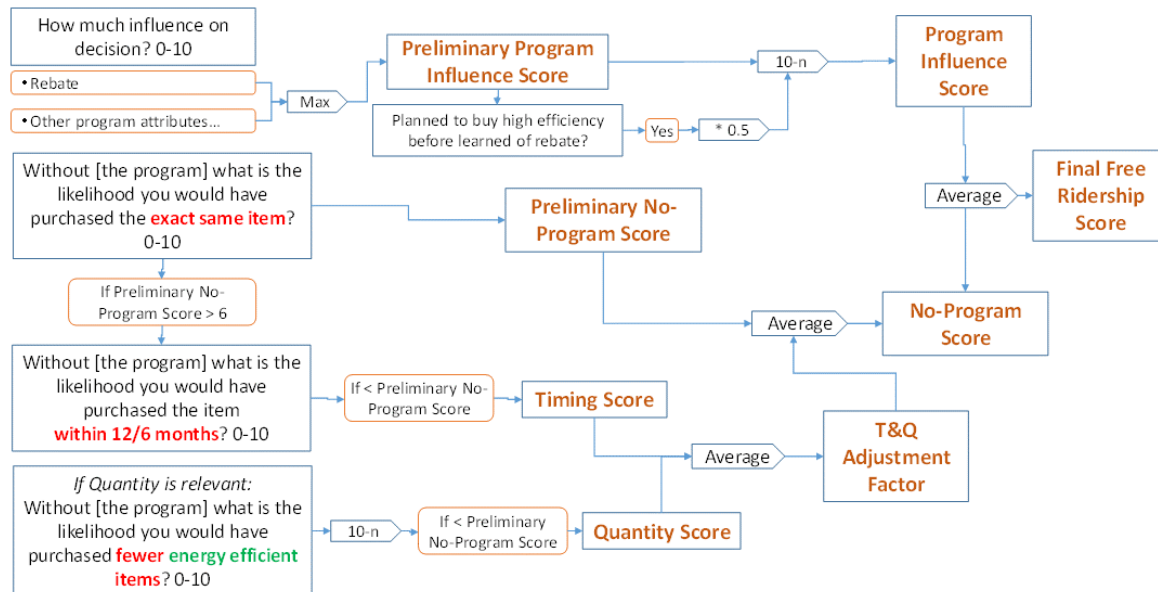 How much influence on
decision? 0-10
• Rebate
• Other program attributes…
Max
Preliminary Program
Influence Score
10-n
Program
Influence
Score
Planned to buy high efficiency
before learned of rebate?
Yes
* 0.5
Without [the program] what is the
likelihood you would have
purchased the exact same item?
0-10
Preliminary No-
Program Score
Average
Final Free
Ridership
Score
If Preliminary No-
Program Score > 6
Average
No-Program
Score
Without [the program] what is the
likelihood you would have
purchased the item
within 12/6 months? 0-10
If < Preliminary No-
Program Score
Timing Score
Average
T&Q
Adjustment
Factor
If Quantity is relevant:
Without [the program] what is the
likelihood you would have
purchased fewer energy efficient
items? 0-10
10-n
If < Preliminary
No-Program Score
Quantity Score